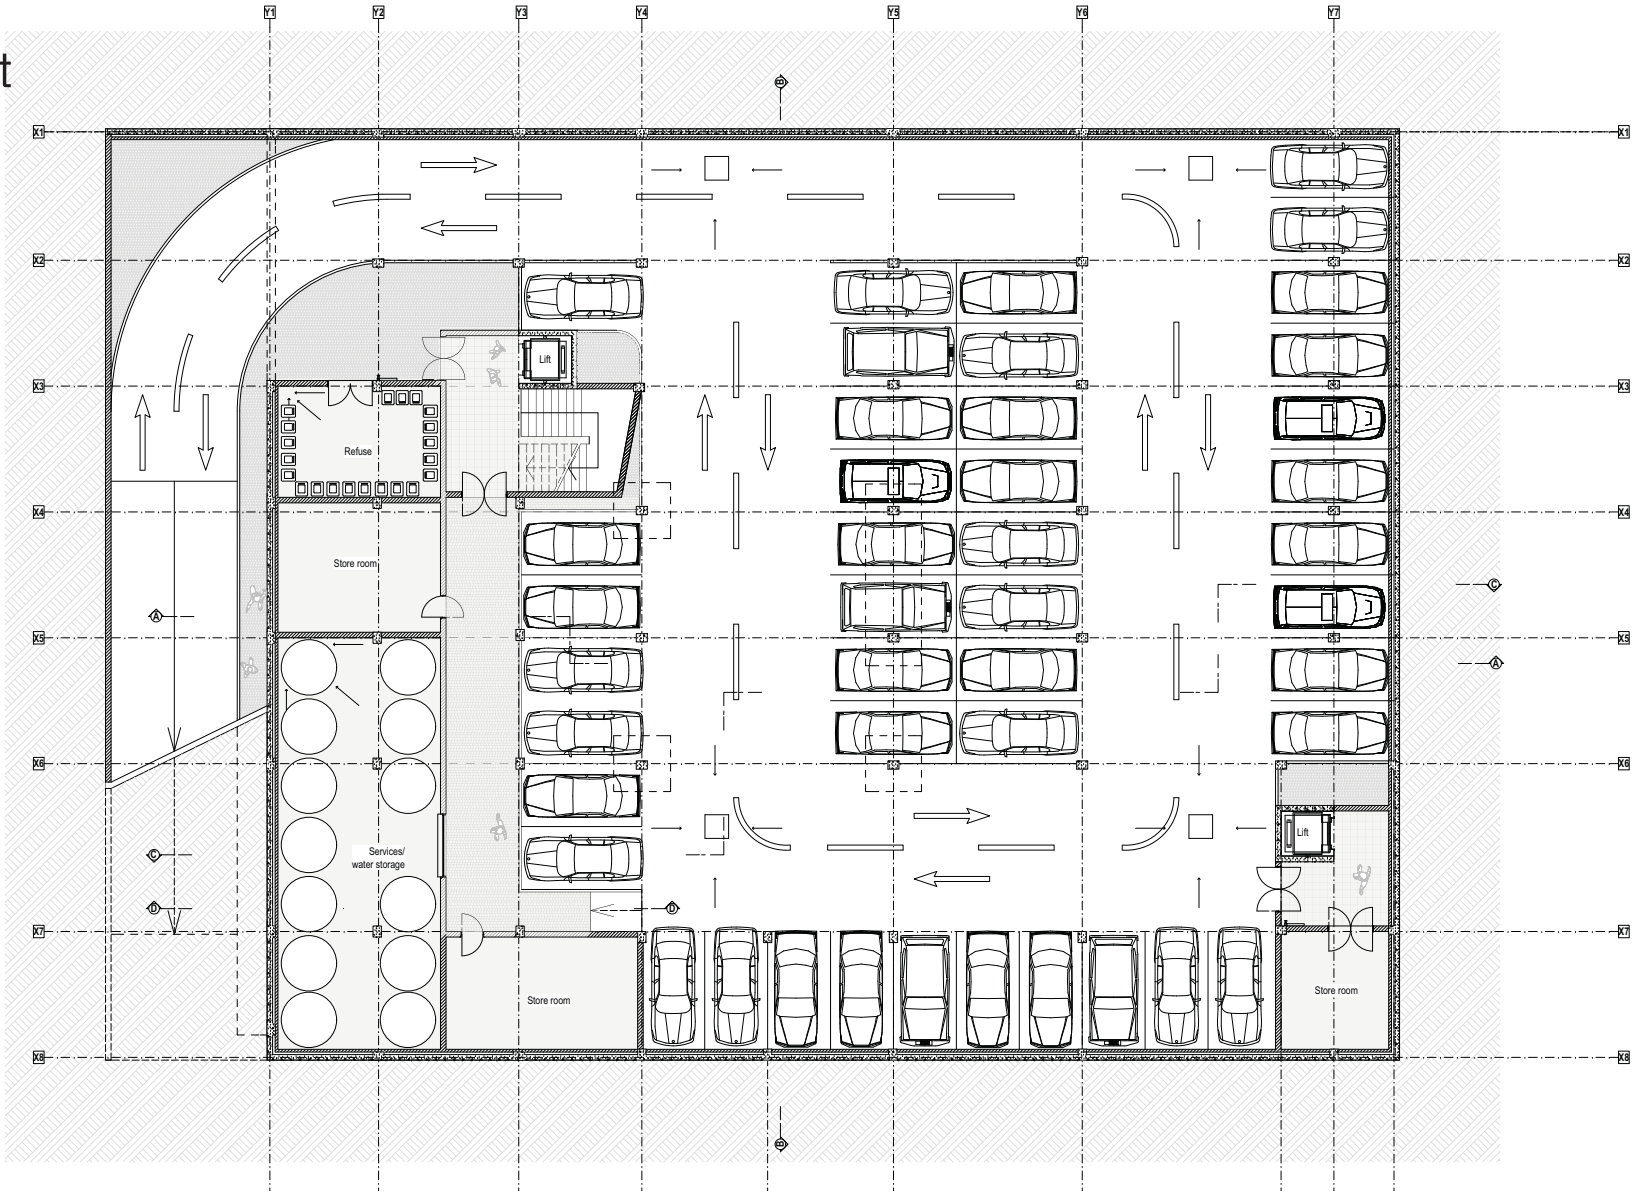 Y1 Y2 Y3 Y4 Y5 Y6 Y7
t
B
X1 X1
X2 X2
Lift
X3 X3
Refuse
X4 X4
Store room
C
A
X5 X5
A
X6 X6
Lift
Services/
water storage
C
D D
X7 X7
Store room
Store room
X8 X8
B